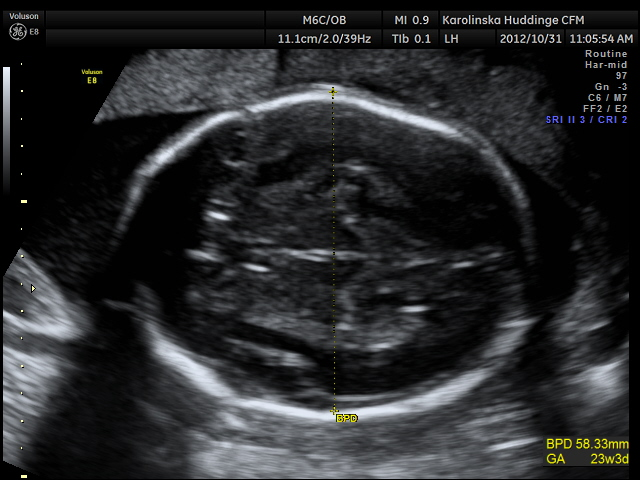 Voluson
E8
M6C/OB
MI 0.9
Karolinska Huddinge CFM
11.1cm/2.0/39Hz
TIb 0.1
LH
2012/10/31
11:05:54 AM
Voluson
E8
Routine
Har-mid
97
Gn -3
C6 / M7
FF2 / E2
SRI II 3 / CRI 2
BPD
BPD 58.33mm
GA 23w3d